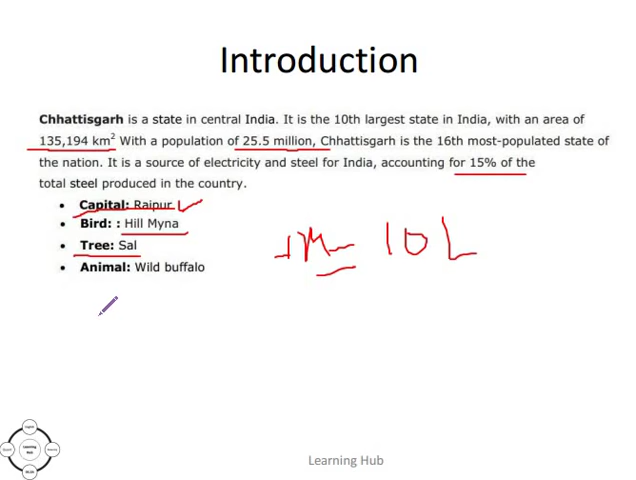 Introduction
Chhattisgarh is a state in central India. It is the 10th largest state in India, with an area of
135,194 km² With a population of 25.5 million, Chhattisgarh is the 16th most-populated state of
the nation. It is a source of electricity and steel for India, accounting for 15% of the
total steel produced in the country.
• Capital: Raipur
• Bird: : Hill Myna
• Tree: Sal
• Animal: Wild buffalo
10 L
Learning
Hub
Learning Hub